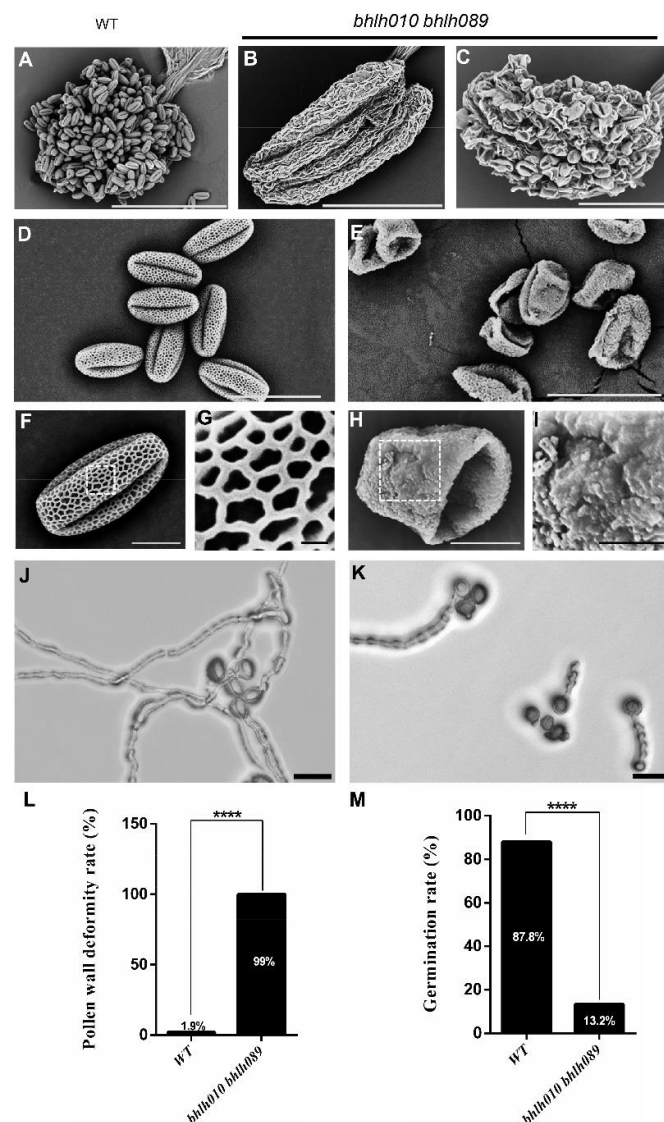 WT
bhlh010 bhlh089
A
B
C
D
E
F
G
H
I
J
K
L
M
Pollen wall deformity rate (%)
150
100
50
0
****
1.9%
99%
WT
bhlh010 bhlh089
Germination rate (%)
100
80
60
40
20
0
****
87.8%
13.2%
WT
bhlh010 bhlh089